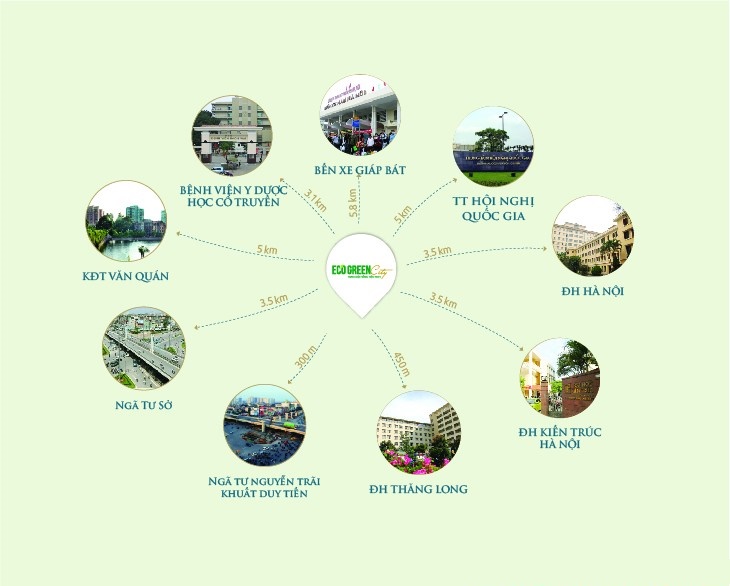 BẾN XE GIÁP BÁT
BỆNH VIỆN Y DƯỢC
HỌC CỔ TRUYỀN
TT HỘI NGHỊ
QUỐC GIA
3.1 km
5.8 km
5 km
KĐT VĂN QUÁN
5 km
ECO GREEN City
3.5 km
ĐH HÀ NỘI
3.5 km
3.5 km
NGÃ TƯ SỞ
300 m
450 m
ĐH KIẾN TRÚC
HÀ NỘI
NGÃ TƯ NGUYỄN TRÃI
KHUẤT DUY TIẾN
ĐH THĂNG LONG